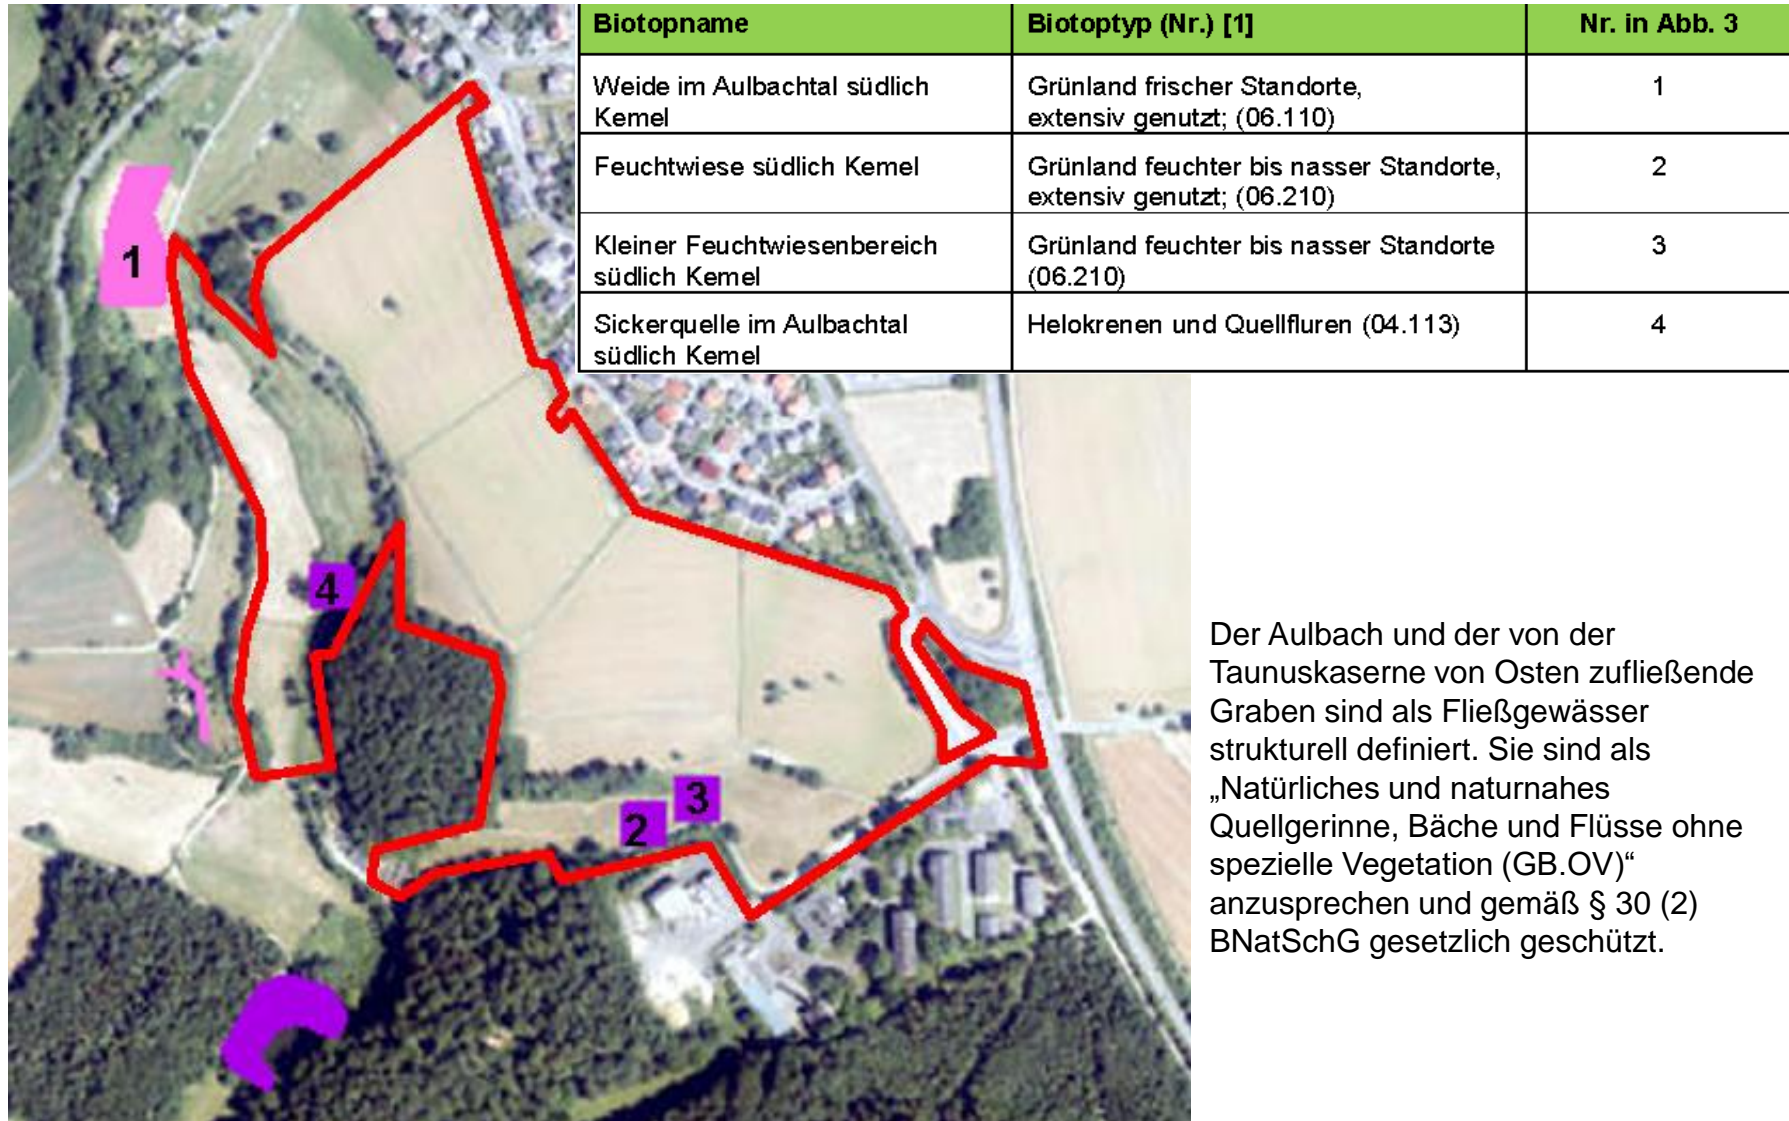 Biotopname Biotoptyp (Nr.) [1] Nr. in Abb. 3
Weide im Aulbachtal südlich Grünland frischer Standorte, 1
Kemel extensiv genutzt; (06.110)
Feuchtwiese südlich Kemel Grünland feuchter bis nasser Standorte, 2
extensiv genutzt; (06.210)
Kleiner Feuchtwiesenbereich Grünland feuchter bis nasser Standorte 3
südlich Kemel (06.210)
Sickerquelle im Aulbachtal Helokrenen und Quellfluren (04.113) 4
südlich Kemel
1
4
3
2
Der Aulbach und der von der
Taunuskaserne von Osten zufließende
Graben sind als Fließgewässer
strukturell definiert. Sie sind als
„Natürliches und naturnahes
Quellgerinne, Bäche und Flüsse ohne
spezielle Vegetation (GB.OV)“
anzusprechen und gemäß § 30 (2)
BNatSchG gesetzlich geschützt.